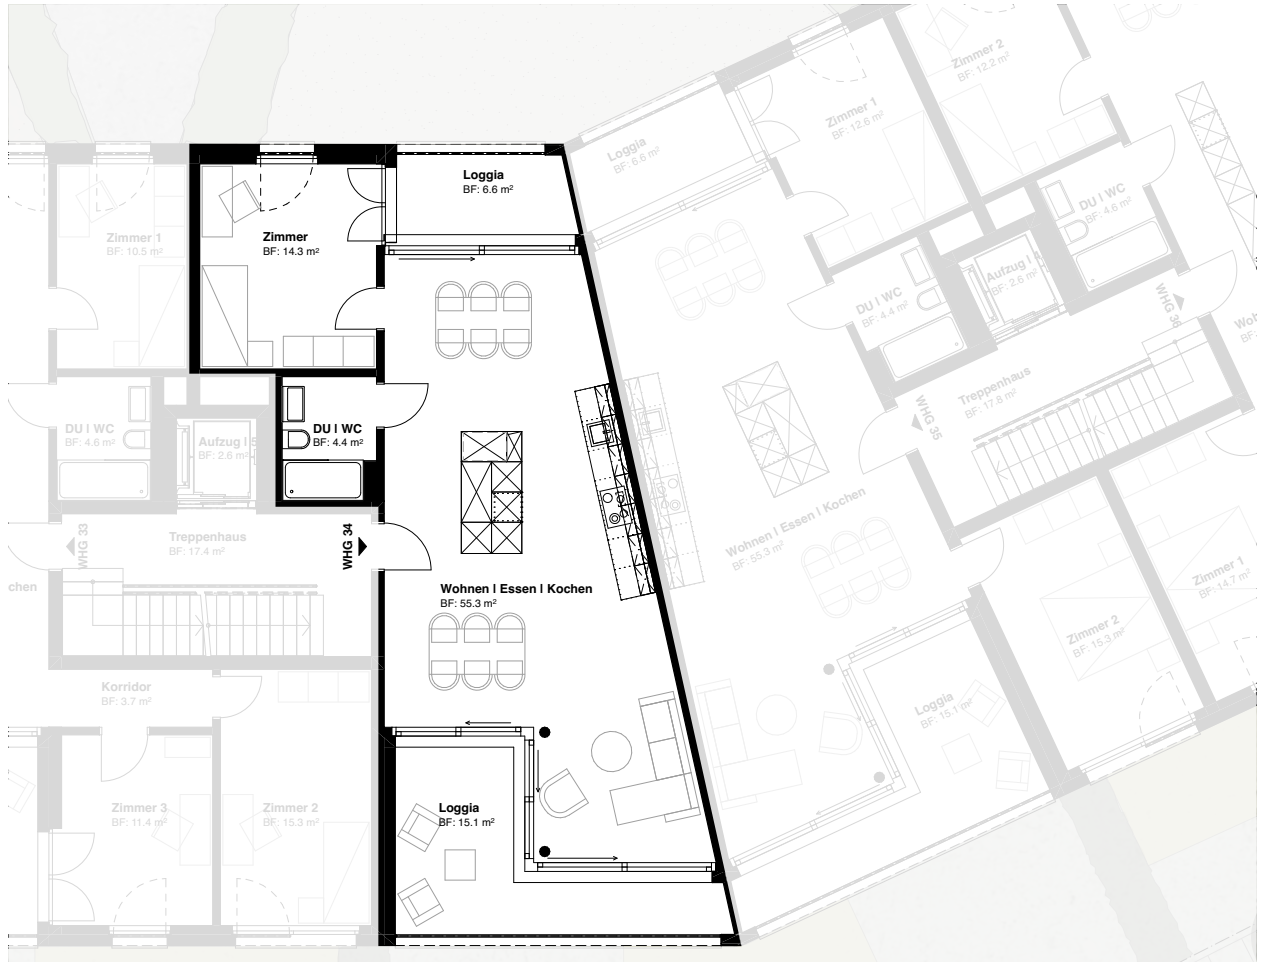 Zimmer 2
BF: 12.2 m²
Zimmer 1
BF: 12.6 m²
Loggia
BF: 6.6 m²
Loggia
BF: 6.6 m²
DU I WC
BF: 4.6 m²
Zimmer 1
BF: 10.5 m²
Zimmer
BF: 14.3 m²
Aufzug I 4
BF: 2.6 m²
DU I WC
BF: 4.4 m²
WHG 36
Woh
BF:
Treppenhaus
BF: 17.8 m²
WHG 35
DU I WC
BF: 4.6 m²
Aufzug I 5
BF: 2.6 m²
DU I WC
BF: 4.4 m²
WHG 33
Treppenhaus
BF: 17.4 m²
WHG 34
Wohnen I Essen I Kochen
BF: 55.3 m²
chen
Wohnen I Essen I Kochen
BF: 55.3 m²
Zimmer 1
BF: 14.7 m²
Zimmer 2
BF: 15.3 m²
Korridor
BF: 3.7 m²
Loggia
BF: 15.1 m²
Zimmer 3
BF: 11.4 m²
Zimmer 2
BF: 15.3 m²
Loggia
BF: 15.1 m²